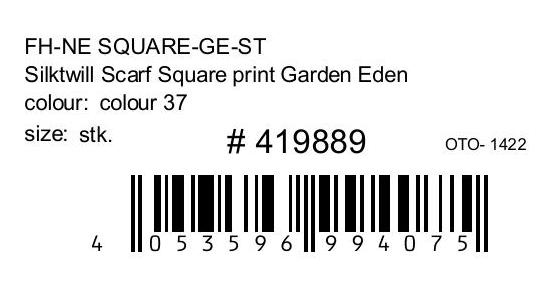 FH-NE SQUARE-GE-ST
Silktwill Scarf Square print Garden Eden
colour: colour 37
size: stk.
# 419889
OTO- 1422
4 053596 994075